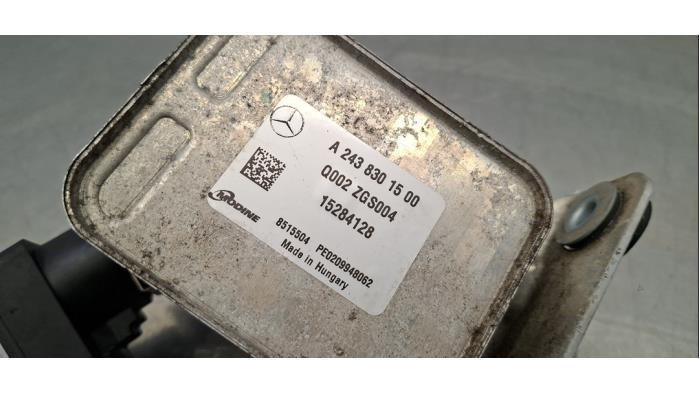 A 243 830 15 00
Q002 ZGS004
15284128
MODINE
8515504 PE0209948062
Made in Hungary